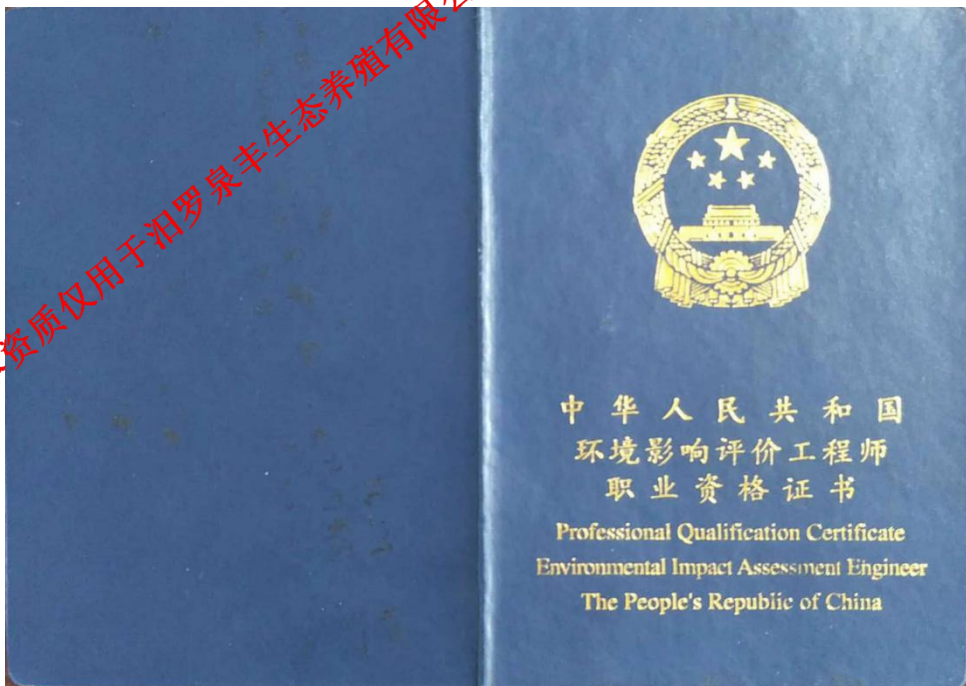 资质仅用于汨罗泉丰生态养殖有限公
中华人民共和国
环境影响评价工程师
职业资格证书
Professional Qualification Certificate
Environmental Impact Assessment Engineer
The People's Republic of China